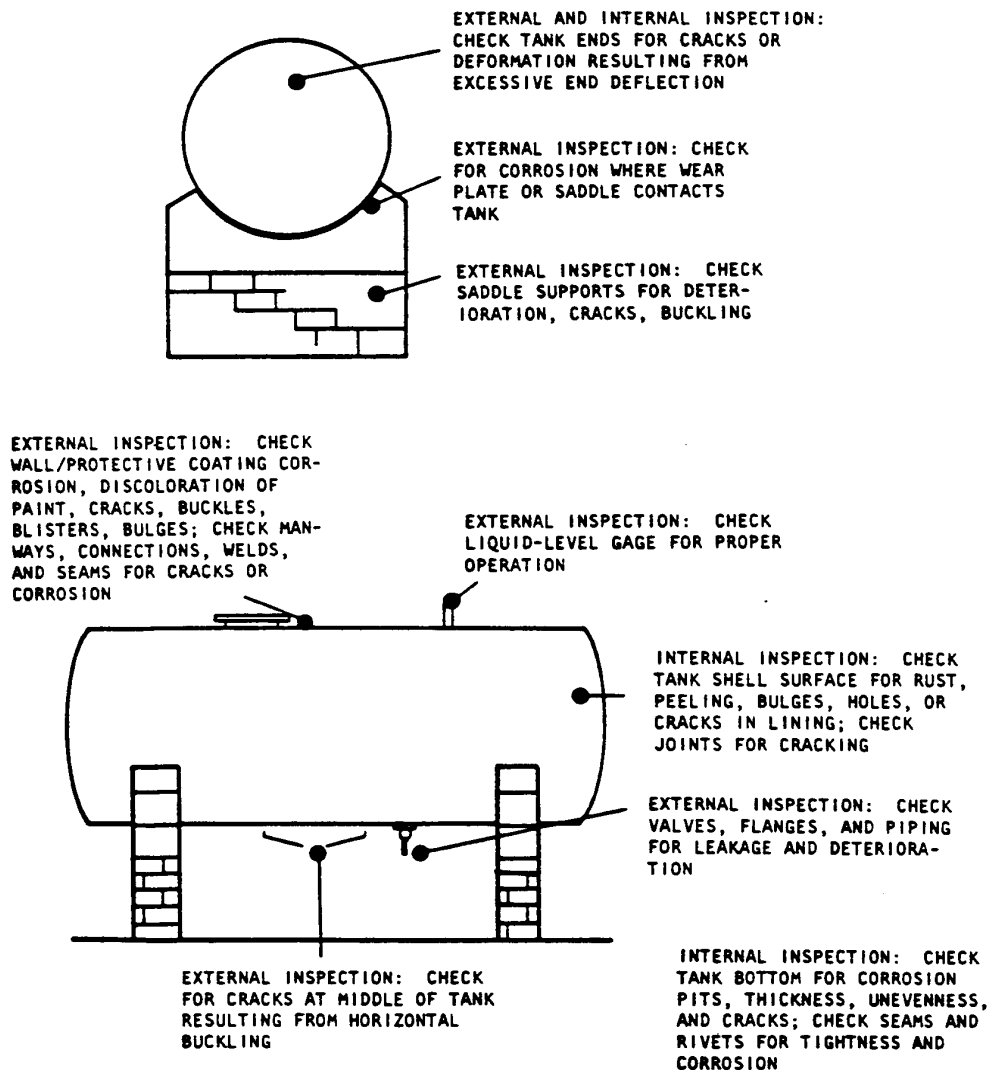 EXTERNAL AND INTERNAL INSPECTION:
CHECK TANK ENDS FOR CRACKS OR
DEFORMATION RESULTING FROM
EXCESSIVE END DEFLECTION
EXTERNAL INSPECTION: CHECK
FOR CORROSION WHERE WEAR
PLATE OR SADDLE CONTACTS
TANK
EXTERNAL INSPECTION: CHECK
SADDLE SUPPORTS FOR DETER-
IORATION, CRACKS, BUCKLING
EXTERNAL INSPECTION: CHECK
WALL/PROTECTIVE COATING COR-
ROSION, DISCOLORATION OF
PAINT, CRACKS, BUCKLES,
BLISTERS, BULGES; CHECK MAN-
WAYS, CONNECTIONS, WELDS,
AND SEAMS FOR CRACKS OR
CORROSION
EXTERNAL INSPECTION: CHECK
LIQUID-LEVEL GAGE FOR PROPER
OPERATION
INTERNAL INSPECTION: CHECK
TANK SHELL SURFACE FOR RUST,
PEELING, BULGES, HOLES, OR
CRACKS IN LINING; CHECK
JOINTS FOR CRACKING
EXTERNAL INSPECTION: CHECK
VALVES, FLANGES, AND PIPING
FOR LEAKAGE AND DETERIORA-
TION
EXTERNAL INSPECTION: CHECK
FOR CRACKS AT MIDDLE OF TANK
RESULTING FROM HORIZONTAL
BUCKLING
INTERNAL INSPECTION: CHECK
TANK BOTTOM FOR CORROSION
PITS, THICKNESS, UNEVENNESS,
AND CRACKS; CHECK SEAMS AND
RIVETS FOR TIGHTNESS AND
CORROSION